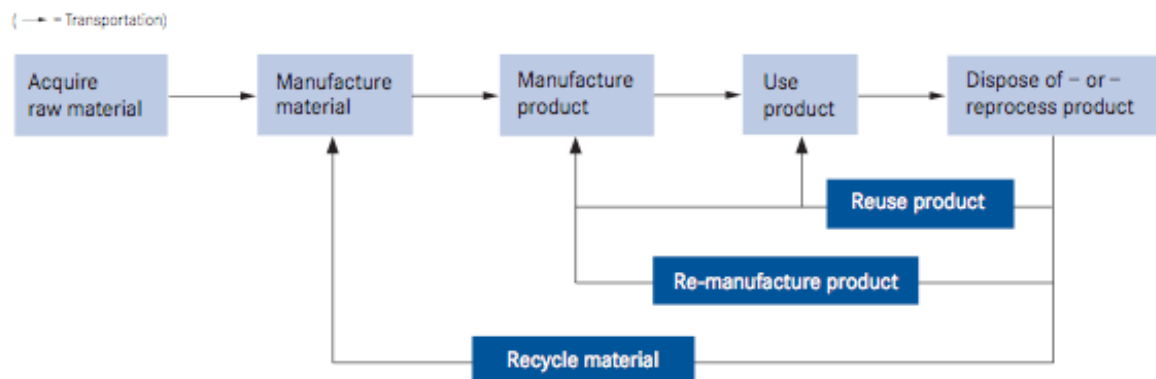 ( → = Transportation)
Acquire
raw material
Manufacture
material
Manufacture
product
Use
product
Dispose of – or –
reprocess product
Reuse product
Re-manufacture product
Recycle material